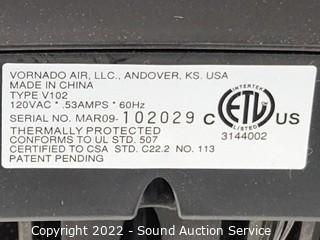 VORNADO AIR, LLC., ANDOVER, KS. USA
MADE IN CHINA
TYPE V102
120VAC * .53AMPS * 60Hz
SERIAL NO. MAR09-102029
THERMALLY PROTECTED
CONFORMS TO UL STD. 507
CERTIFIED TO CSA STD. C22.2 NO. 113
PATENT PENDING
INTERTEK
C ETL US
LISTED
3144002
Copyright 2022 - Sound Auction Service